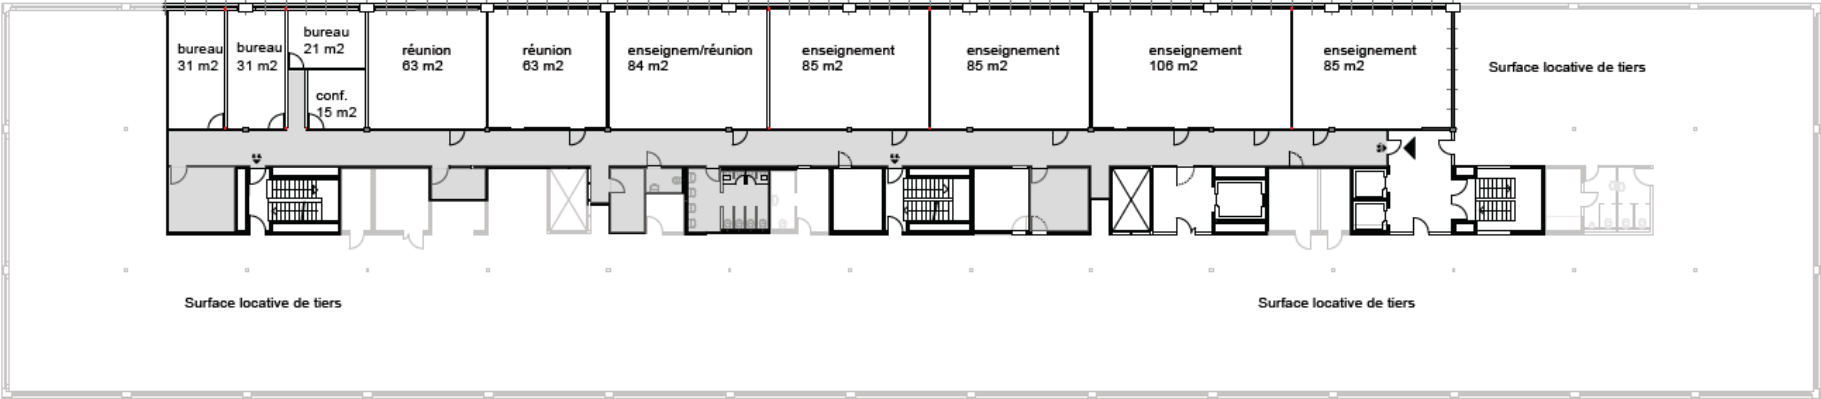 bureau
31 m2
bureau
31 m2
bureau
21 m2
conf.
15 m2
réunion
63 m2
réunion
63 m2
enseignem/réunion
84 m2
enseignement
85 m2
enseignement
85 m2
enseignement
106 m2
enseignement
85 m2
Surface locative de tiers
Surface locative de tiers
Surface locative de tiers